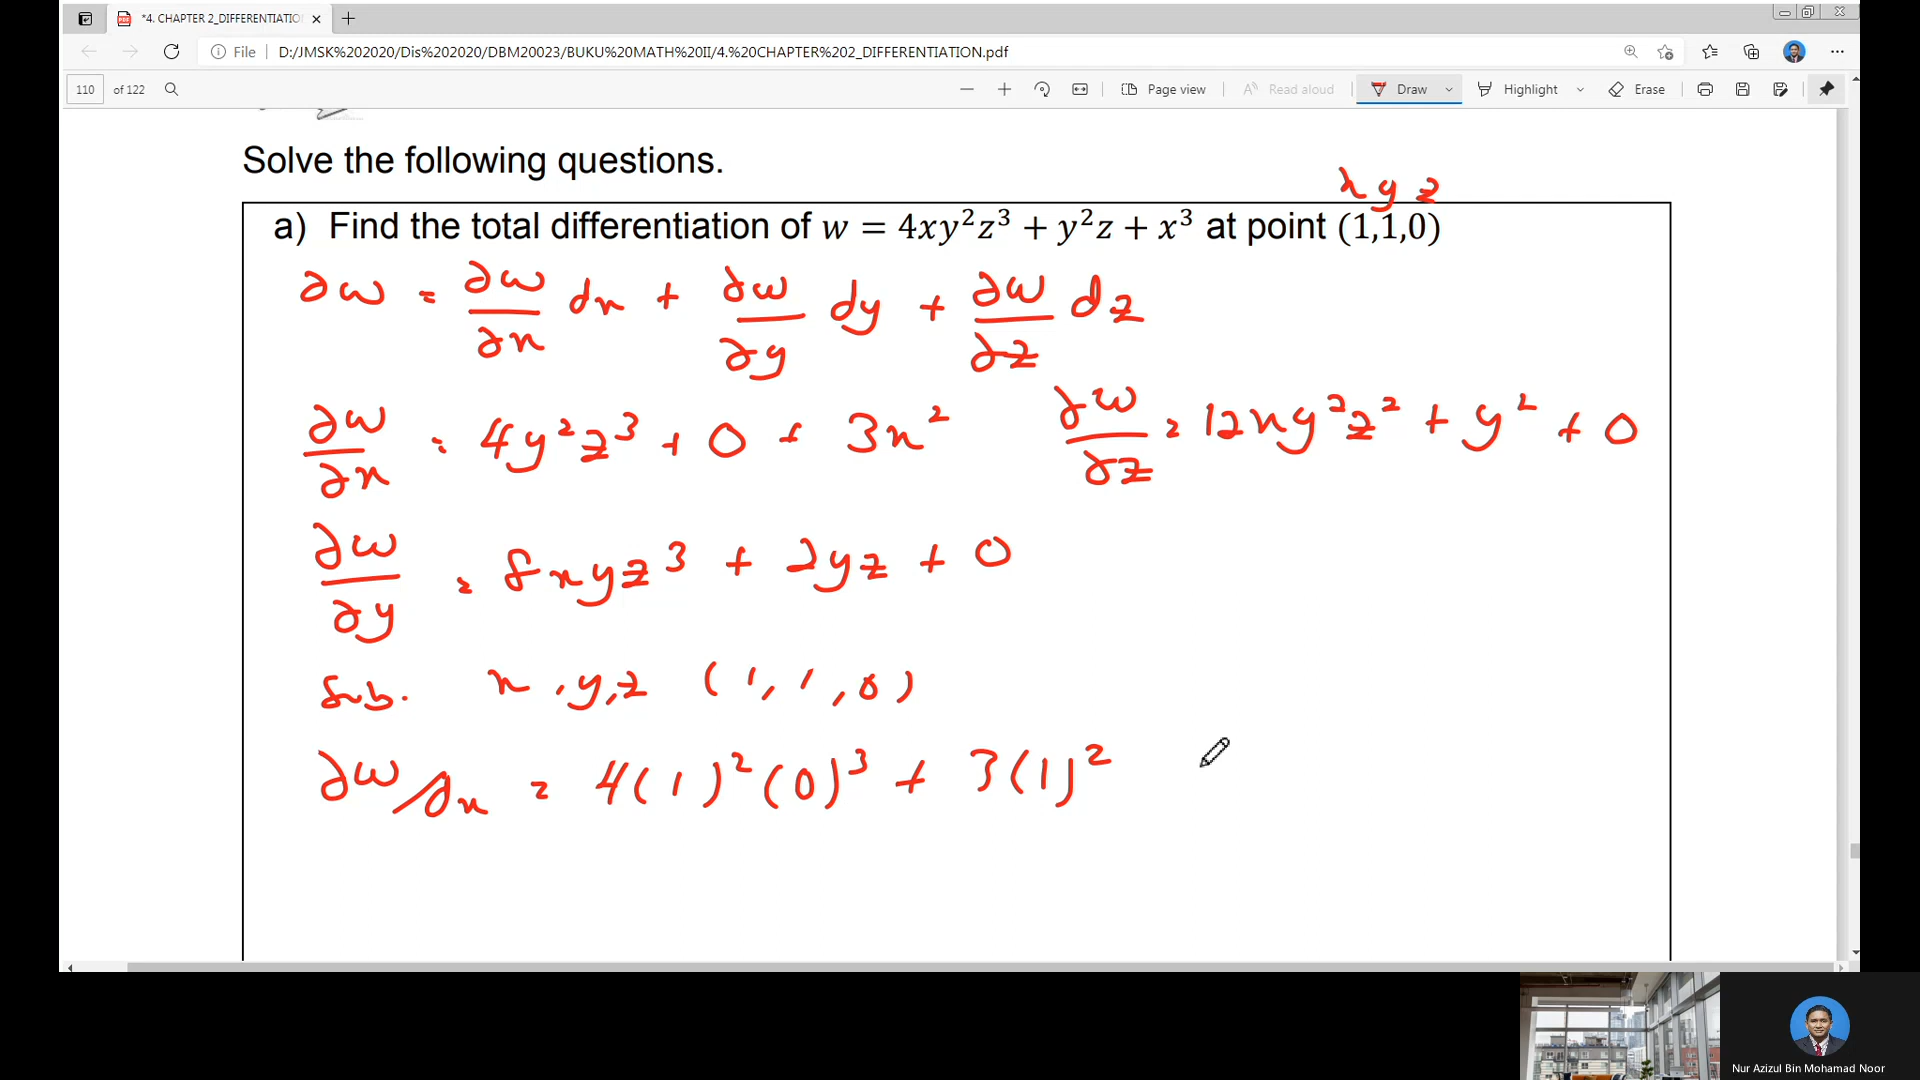 *4. CHAPTER 2_DIFFERENTIATIO
File D:/JMSK%202020/Dis%202020/DBM20023/BUKU%20MATH%20II/4.%20CHAPTER%202_DIFFERENTIATION.pdf
110 of 122 Page view Read aloud Draw Highlight Erase
Solve the following questions.
x y z
a) Find the total differentiation of w = 4xy²z³ + y²z + x³ at point (1,1,0)
∂w = ∂w/∂x dx + ∂w/∂y dy + ∂w/∂z dz
∂w/∂x = 4y²z³ + 0 + 3x² ∂w/∂z = 12xy²z² + y² + 0
∂w/∂y = 8xyz³ + 2yz + 0
Sub. x, y, z (1, 1, 0)
∂w/∂x = 4(1)²(0)³ + 3(1)²
Nur Azizul Bin Mohamad Noor